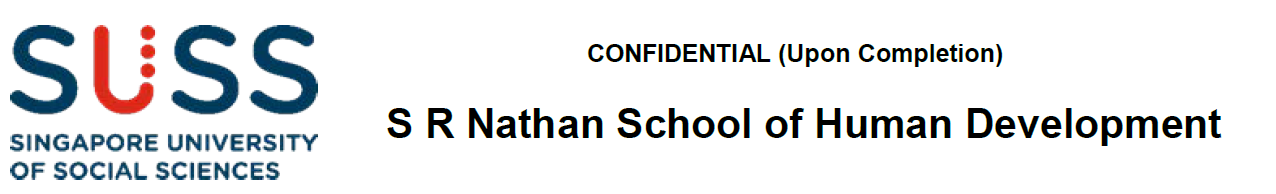 SUSS
SINGAPORE UNIVERSITY
OF SOCIAL SCIENCES
CONFIDENTIAL (Upon Completion)
S R Nathan School of Human Development